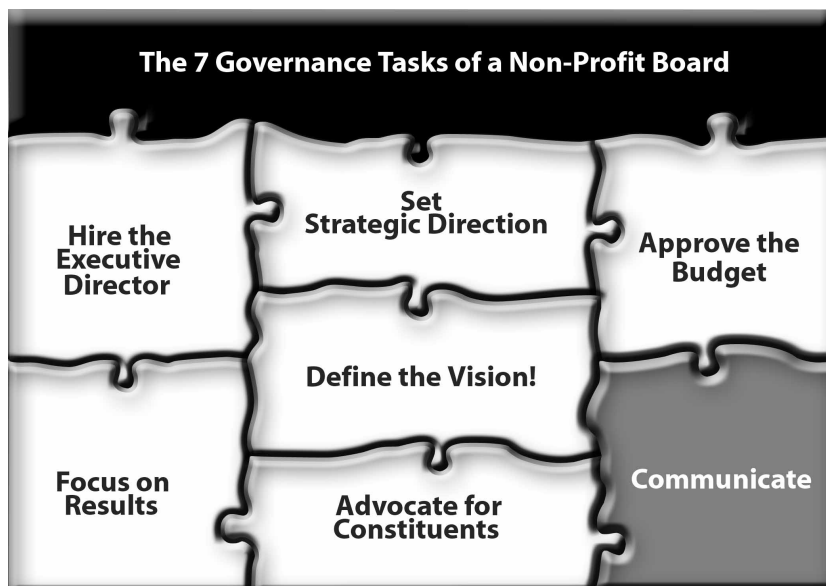 The 7 Governance Tasks of a Non-Profit Board
Hire the
Executive
Director
Set
Strategic Direction
Approve the
Budget
Define the Vision!
Focus on
Results
Advocate for
Constituents
Communicate